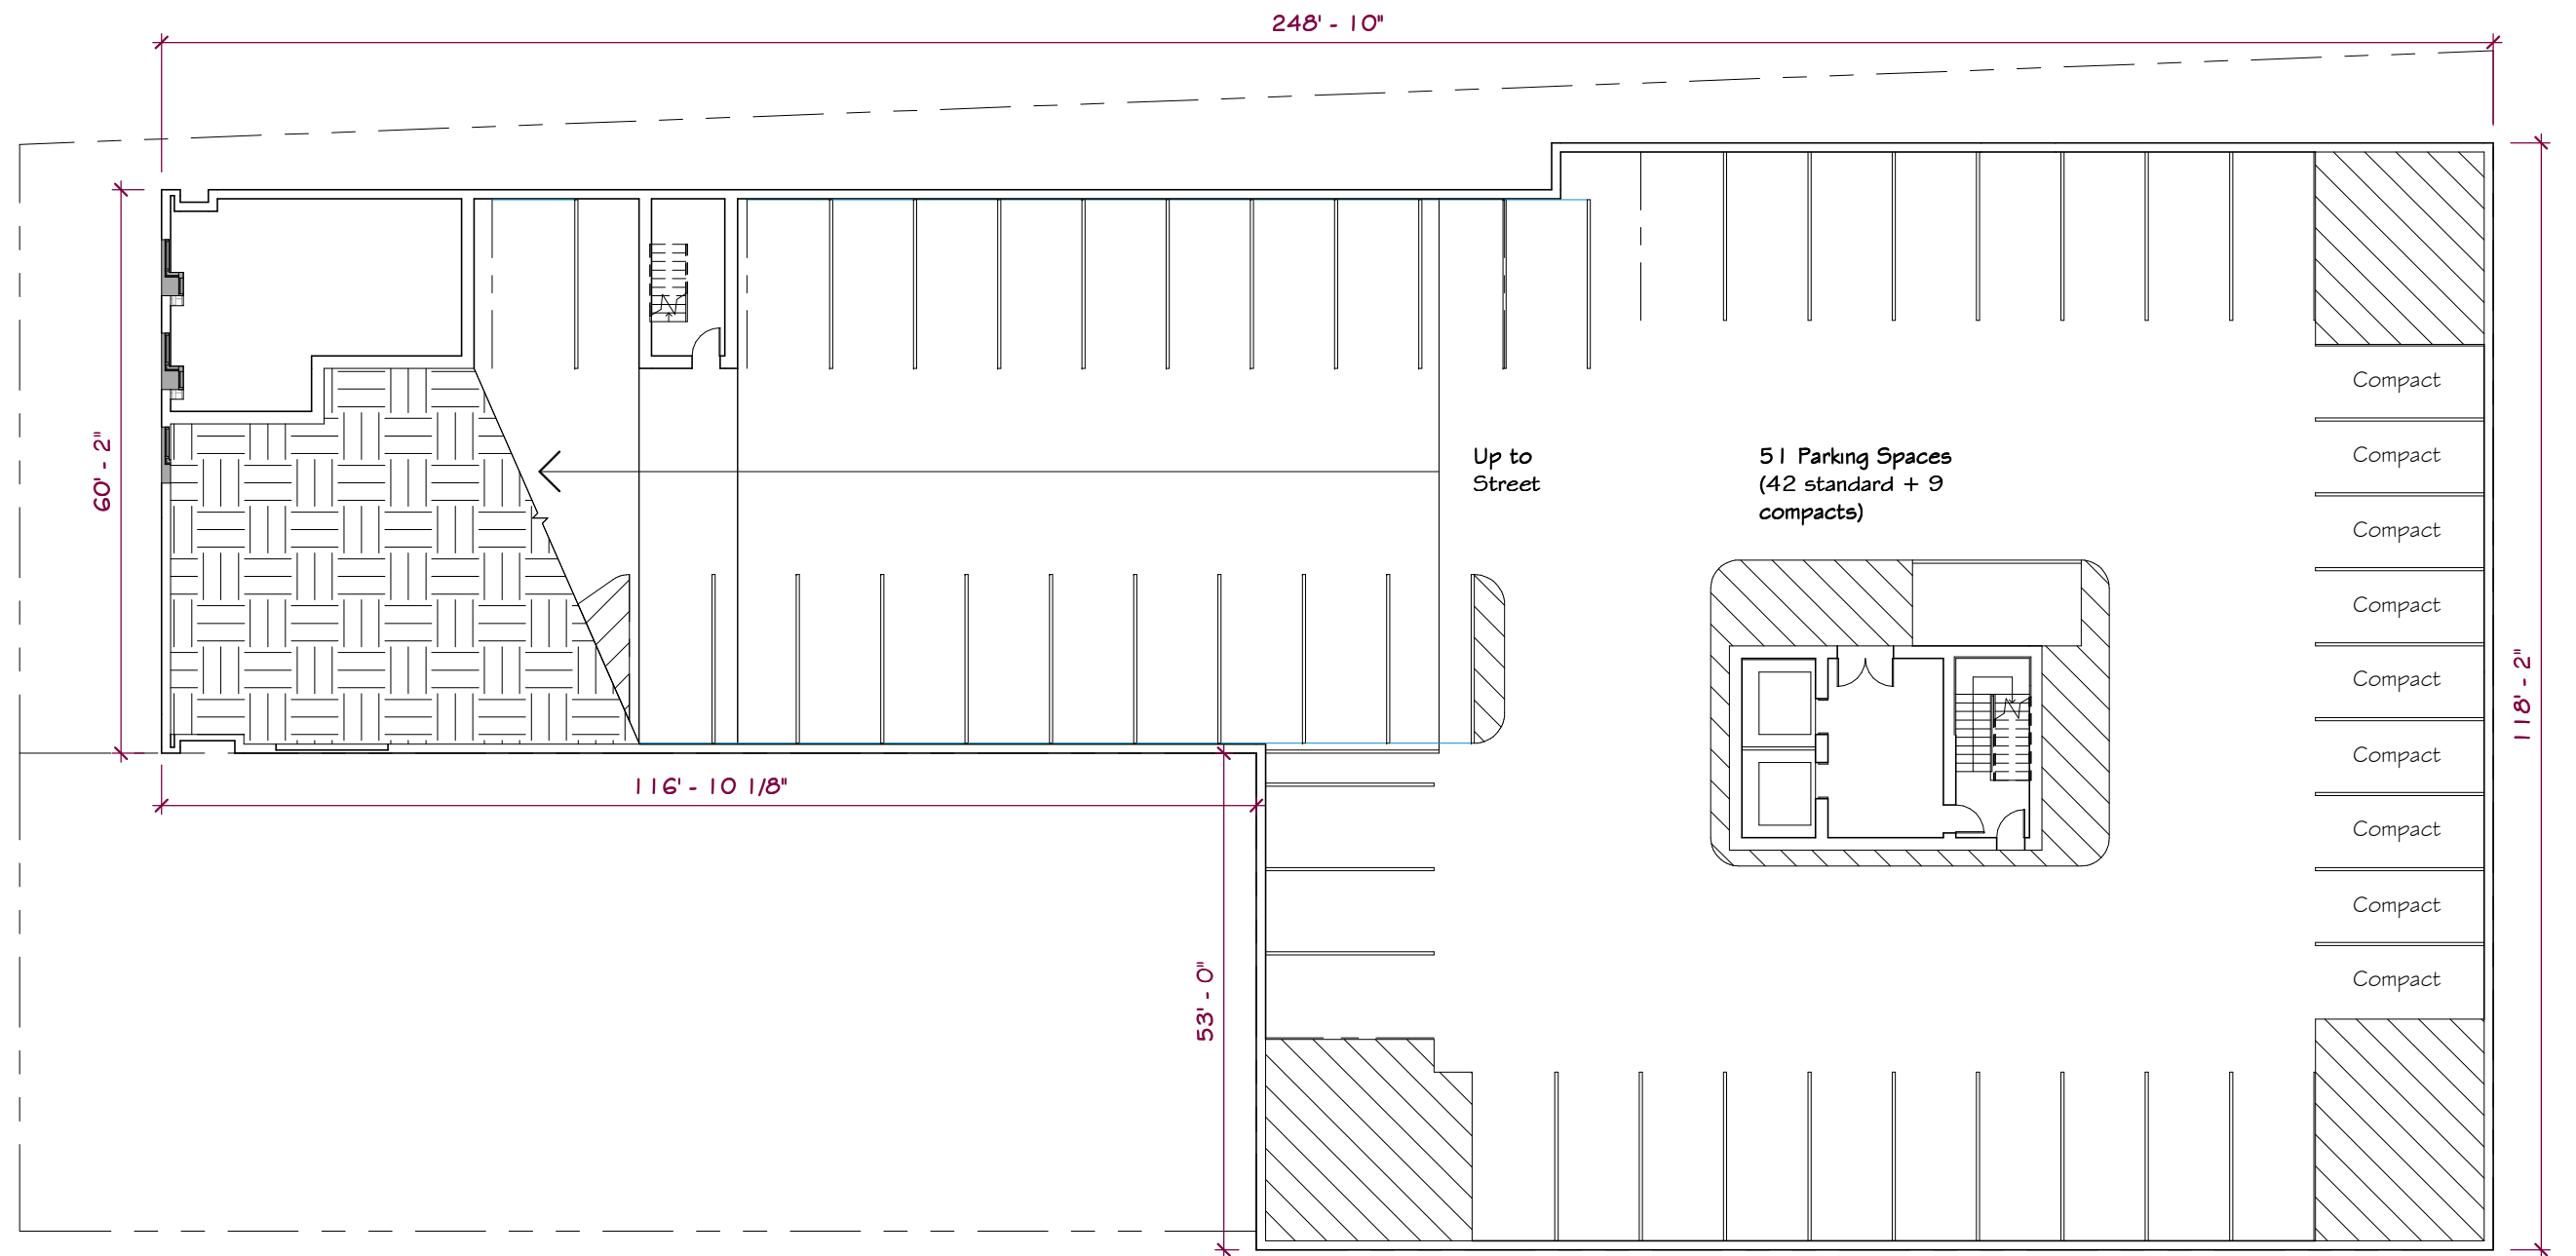 248' - 10"
60' - 2"
Up to
Street
51 Parking Spaces
(42 standard + 9
compacts)
Compact
Compact
Compact
Compact
Compact
Compact
Compact
Compact
Compact
118' - 2"
116' - 10 1/8"
53' - 0"